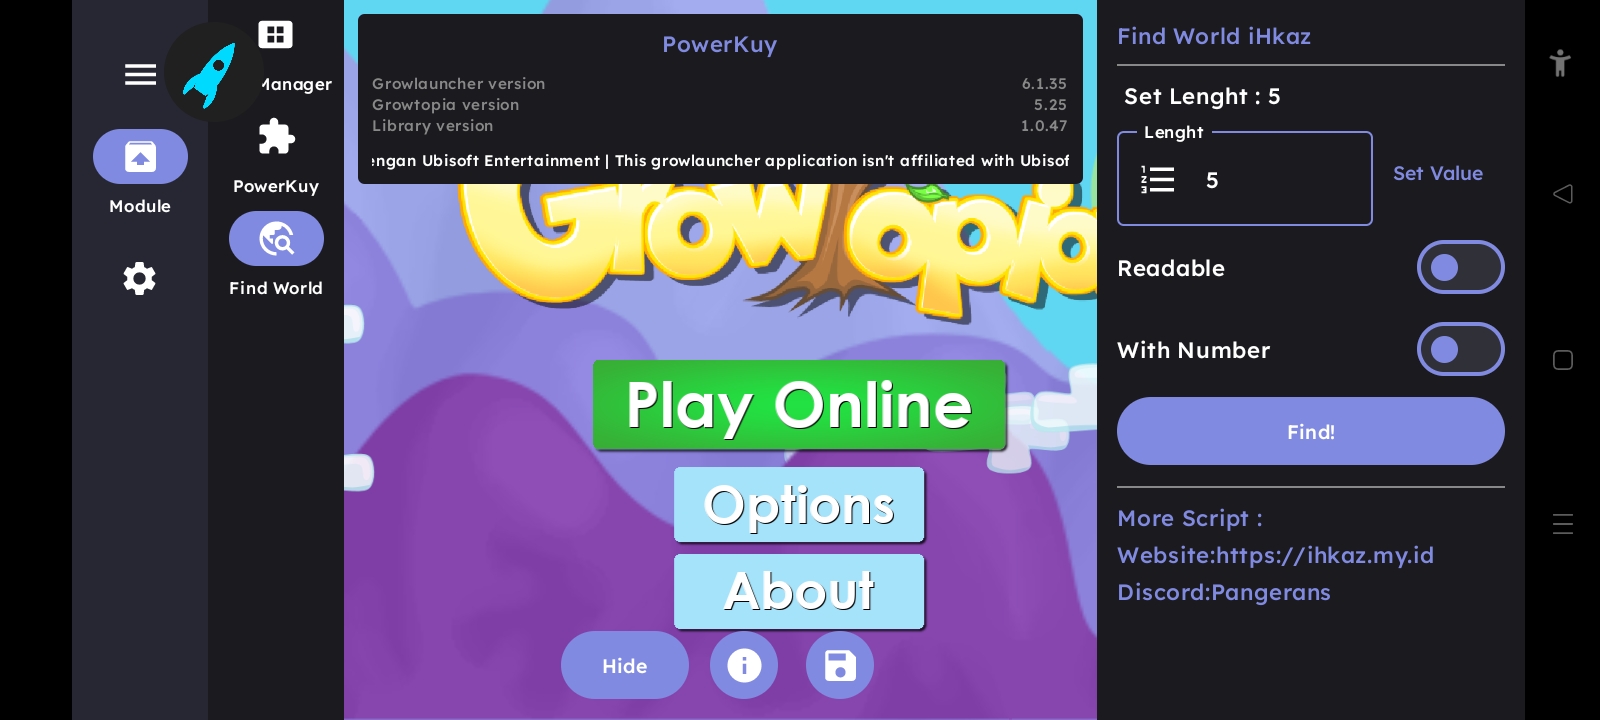 Manager
Module
PowerKuy
Find World
PowerKuy
Growlauncher version 6.1.35
Growtopia version 5.25
Library version 1.0.47
engan Ubisoft Entertainment | This growlauncher application isn't affiliated with Ubisof
Growtopia
Play Online
Options
About
Hide
Find World iHkaz
Set Lenght : 5
Lenght
5
Set Value
Readable
With Number
Find!
More Script :
Website:https://ihkaz.my.id
Discord:Pangerans